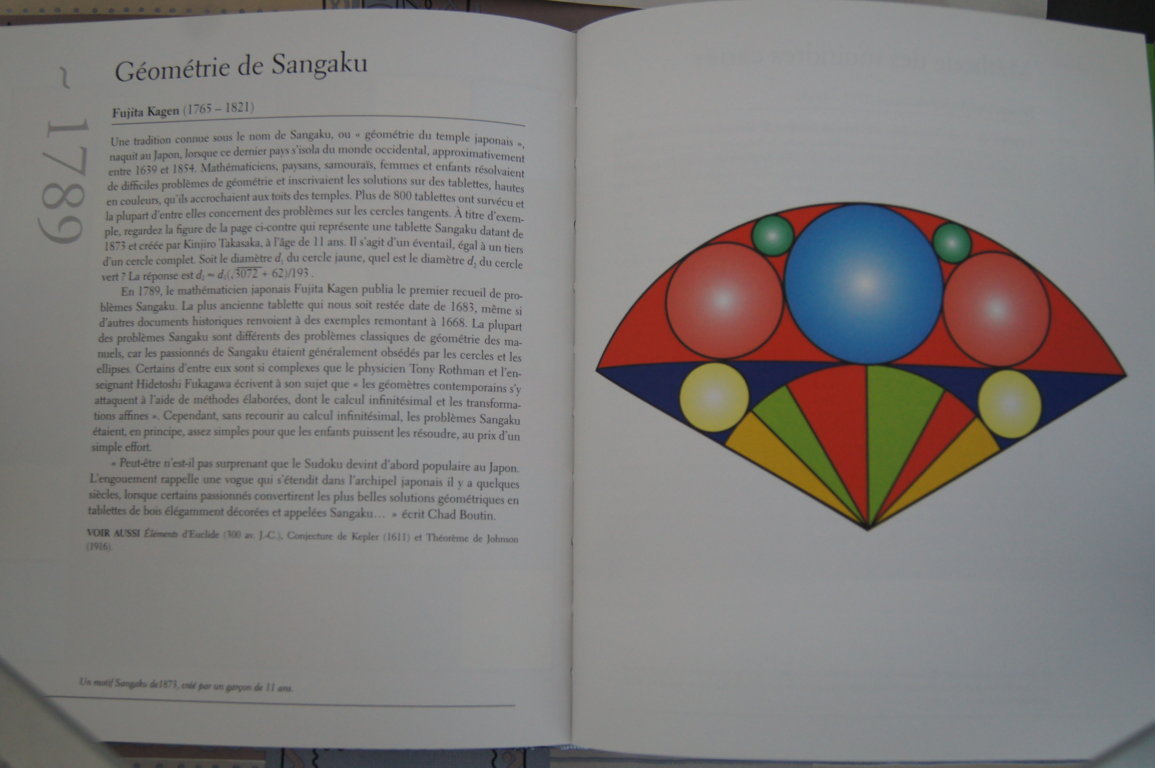 ~ 1789
Géométrie de Sangaku
Fujita Kagen (1765 – 1821)
Une tradition connue sous le nom de Sangaku, ou « géométrie du temple japonais »,
naquit au Japon, lorsque ce dernier pays s'isola du monde occidental, approximativement
entre 1639 et 1854. Mathématiciens, paysans, samouraïs, femmes et enfants résolvaient
de difficiles problèmes de géométrie et inscrivaient les solutions sur des tablettes, hautes
en couleurs, qu'ils accrochaient aux toits des temples. Plus de 800 tablettes ont survécu et
la plupart d'entre elles concernent des problèmes sur les cercles tangents. À titre d'exem-
ple, regardez la figure de la page ci-contre qui représente une tablette Sangaku datant de
1873 et créée par Kinjiro Takasaka, à l'âge de 11 ans. Il s'agit d'un éventail, égal à un tiers
d'un cercle complet. Soit le diamètre d₁ du cercle jaune, quel est le diamètre d₂ du cercle
vert ? La réponse est d₂ ≈ d₁(√3072 + 62)/193.
En 1789, le mathématicien japonais Fujita Kagen publia le premier recueil de pro-
blèmes Sangaku. La plus ancienne tablette qui nous soit restée date de 1683, même si
d'autres documents historiques renvoient à des exemples remontant à 1668. La plupart
des problèmes Sangaku sont différents des problèmes classiques de géométrie des ma-
nuels, car les passionnés de Sangaku étaient généralement obsédés par les cercles et les
ellipses. Certains d'entre eux sont si complexes que le physicien Tony Rothman et l'en-
seignant Hidetoshi Fukagawa écrivent à son sujet que « les géomètres contemporains s'y
attaquent à l'aide de méthodes élaborées, dont le calcul infinitésimal et les transforma-
tions affines ». Cependant, sans recourir au calcul infinitésimal, les problèmes Sangaku
étaient, en principe, assez simples pour que les enfants puissent les résoudre, au prix d'un
simple effort.
« Peut-être n'est-il pas surprenant que le Sudoku devint d'abord populaire au Japon.
L'engouement rappelle une vogue qui s'étendit dans l'archipel japonais il y a quelques
siècles, lorsque certains passionnés convertirent les plus belles solutions géométriques en
tablettes de bois élégamment décorées et appelées Sangaku… » écrit Chad Boutin.
VOIR AUSSI Éléments d'Euclide (300 av. J.-C.), Conjecture de Kepler (1611) et Théorème de Johnson
(1916).
Un motif Sangaku de1873, créé par un garçon de 11 ans.